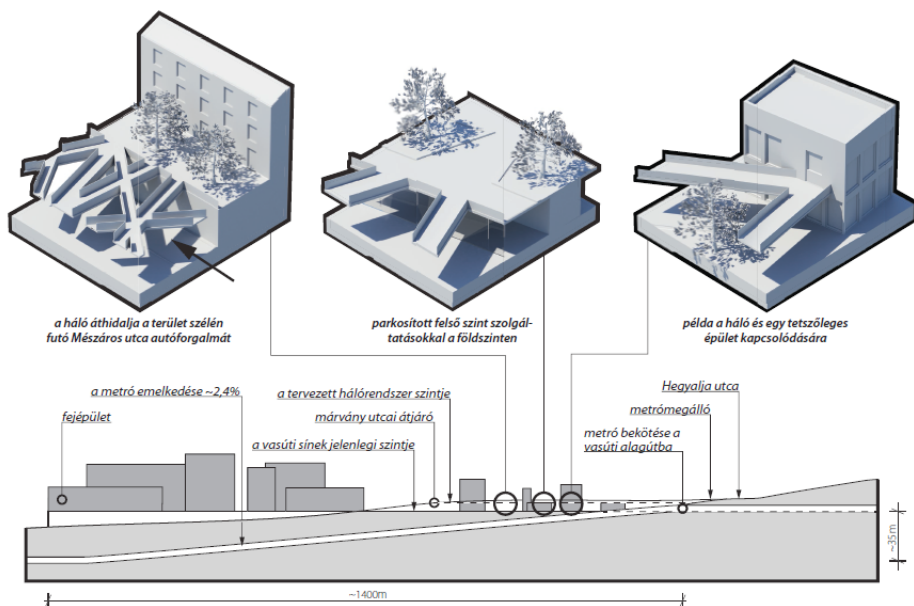 a háló áthidalja a terület szélén
futó Mészáros utca autóforgalmát
parkosított felső szint szolgál-
tatásokkal a földszinten
példa a háló és egy tetszőleges
épület kapcsolódására
a metró emelkedése ~2,4%
a tervezett hálórendszer szintje
Hegyalja utca
fejépület
márvány utcai átjáró
metrómegálló
a vasúti sínek jelenlegi szintje
metró bekötése a
vasúti alagútba
~35m
~1400m